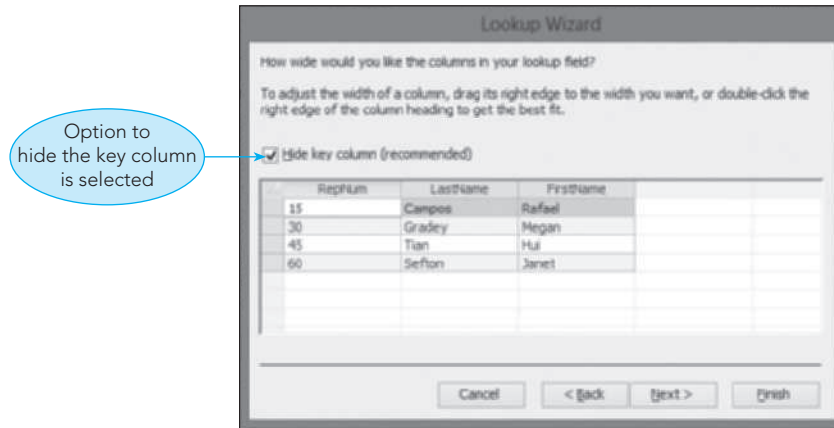 Lookup Wizard
How wide would you like the columns in your lookup field?
To adjust the width of a column, drag its right edge to the width you want, or double-click the
right edge of the column heading to get the best fit.
Option to
hide the key column
is selected
Hide key column (recommended)
RepNum LastName FirstName
15 Campos Rafael
30 Gradey Megan
45 Tian Hui
60 Sefton Janet
Cancel < Back Next > Finish